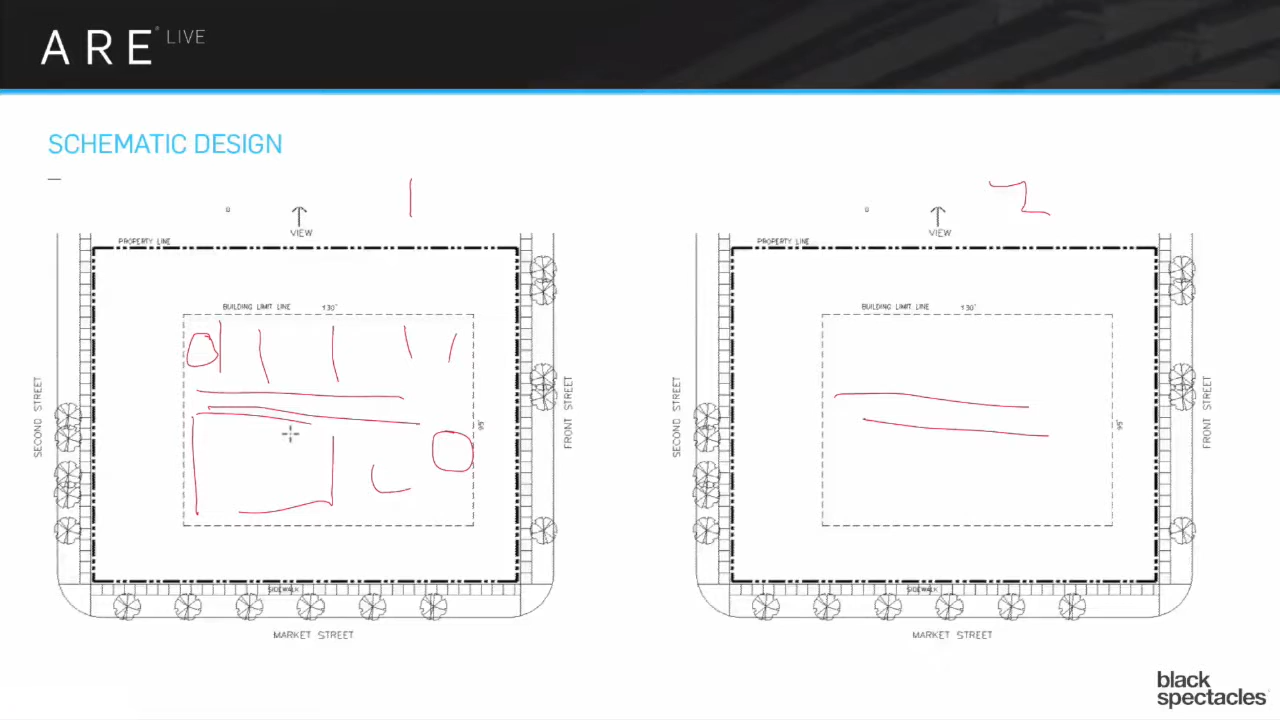 ARE® LIVE
SCHEMATIC DESIGN
1
2
VIEW
VIEW
PROPERTY LINE
PROPERTY LINE
BUILDING LIMIT LINE 130'
BUILDING LIMIT LINE 130'
SECOND STREET
95'
FRONT STREET
SECOND STREET
95'
FRONT STREET
SIDEWALK
SIDEWALK
MARKET STREET
MARKET STREET
black
spectacles